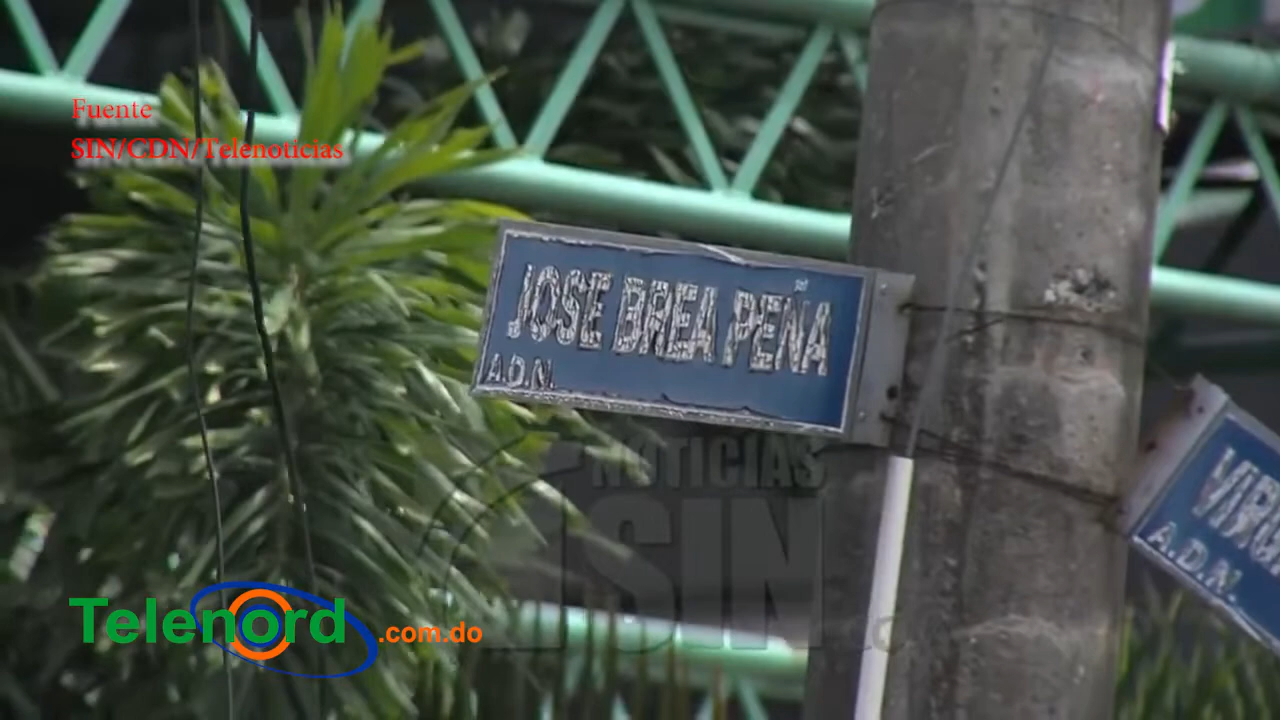 Fuente
SIN/CDN/Telenoticias
JOSE BREA PEÑA
A.D.N.
NOTICIAS
SIN
A.D.N.
Telenord.com.do